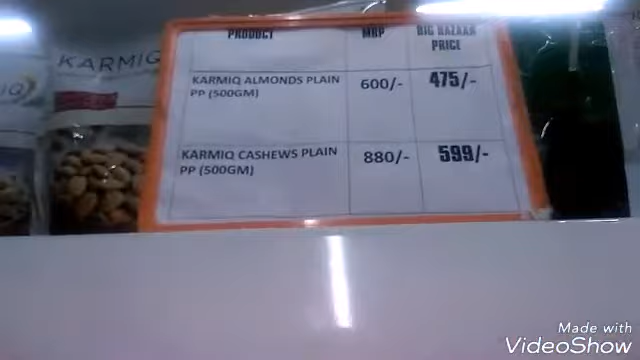 KARMIQ
PRODUCT MRP BIG BAZAAR
PRICE
KARMIQ ALMONDS PLAIN 600/- 475/-
PP (500GM)
KARMIQ CASHEWS PLAIN 880/- 599/-
PP (500GM)
Made with
VideoShow